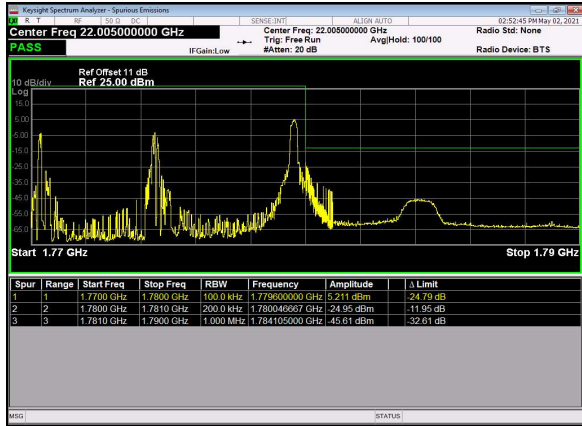 Keysight Spectrum Analyzer - Spurious Emissions
R T RF 50 Ω DC SENSE:INT ALIGN AUTO 02:52:45 PM May 02, 2021
Center Freq 22.005000000 GHz
Center Freq: 22.005000000 GHz Radio Std: None
Trig: Free Run Avg|Hold: 100/100
PASS IFGain:Low #Atten: 20 dB Radio Device: BTS
Ref Offset 11 dB
10 dB/div Ref 25.00 dBm
Log
15.0
5.00
-5.00
-15.0
-25.0
-35.0
-45.0
-55.0
-65.0
Start 1.77 GHz Stop 1.79 GHz
Spur Range Start Freq Stop Freq RBW Frequency Amplitude Δ Limit
1 1 1.7700 GHz 1.7800 GHz 100.0 kHz 1.779600000 GHz 5.211 dBm -24.79 dB
2 2 1.7800 GHz 1.7810 GHz 200.0 kHz 1.780046667 GHz -24.95 dBm -11.95 dB
3 3 1.7810 GHz 1.7900 GHz 1.000 MHz 1.784105000 GHz -45.61 dBm -32.61 dB
MSG STATUS